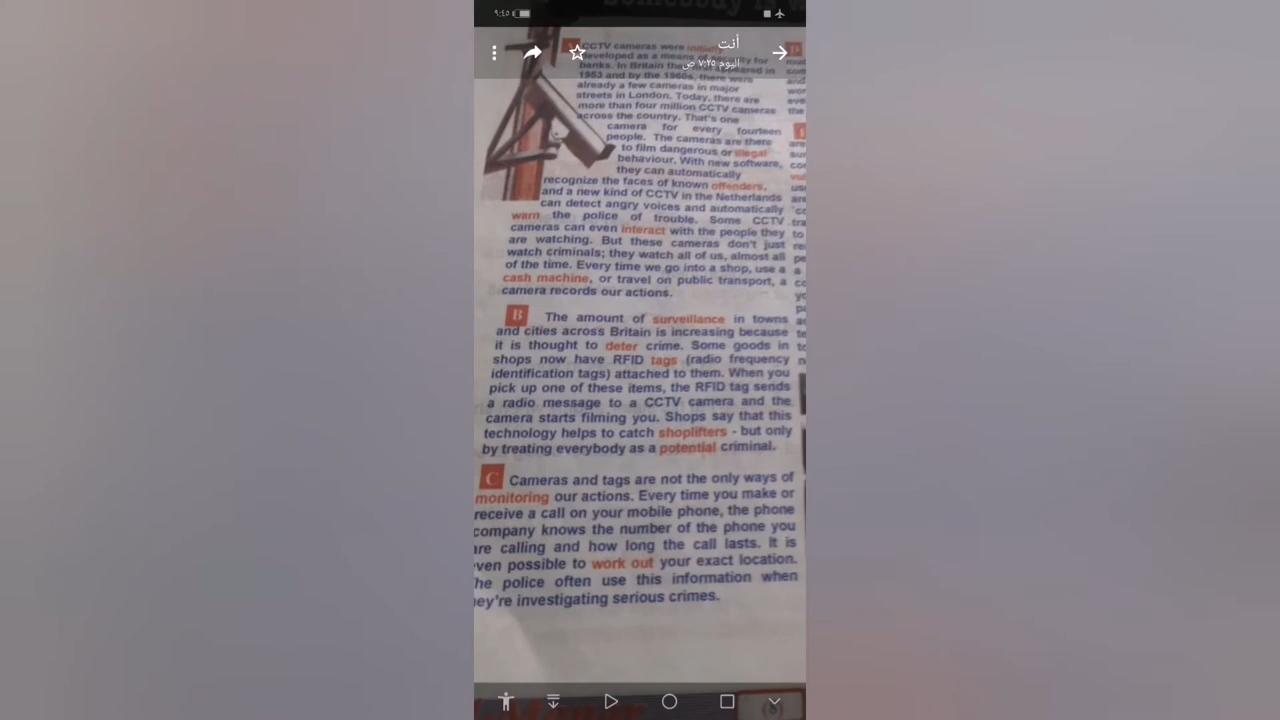 ٩:٤٥
أنت
اليوم ٧:٢٥ ص
A CCTV cameras were initially
developed as a means of security for
banks. In Britain they first appeared in
1953 and by the 1960s, there were
already a few cameras in major
streets in London. Today, there are
more than four million CCTV cameras
across the country. That's one
camera for every fourteen
people. The cameras are there
to film dangerous or illegal
behaviour. With new software,
they can automatically
recognize the faces of known offenders,
and a new kind of CCTV in the Netherlands
can detect angry voices and automatically
warn the police of trouble. Some CCTV
cameras can even interact with the people they
are watching. But these cameras don't just
watch criminals; they watch all of us, almost all
of the time. Every time we go into a shop, use a
cash machine, or travel on public transport, a
camera records our actions.
B The amount of surveillance in towns
and cities across Britain is increasing because
it is thought to deter crime. Some goods in
shops now have RFID tags (radio frequency
identification tags) attached to them. When you
pick up one of these items, the RFID tag sends
a radio message to a CCTV camera and the
camera starts filming you. Shops say that this
technology helps to catch shoplifters - but only
by treating everybody as a potential criminal.
C Cameras and tags are not the only ways of
monitoring our actions. Every time you make or
receive a call on your mobile phone, the phone
company knows the number of the phone you
are calling and how long the call lasts. It is
ven possible to work out your exact location.
he police often use this information when
ey're investigating serious crimes.